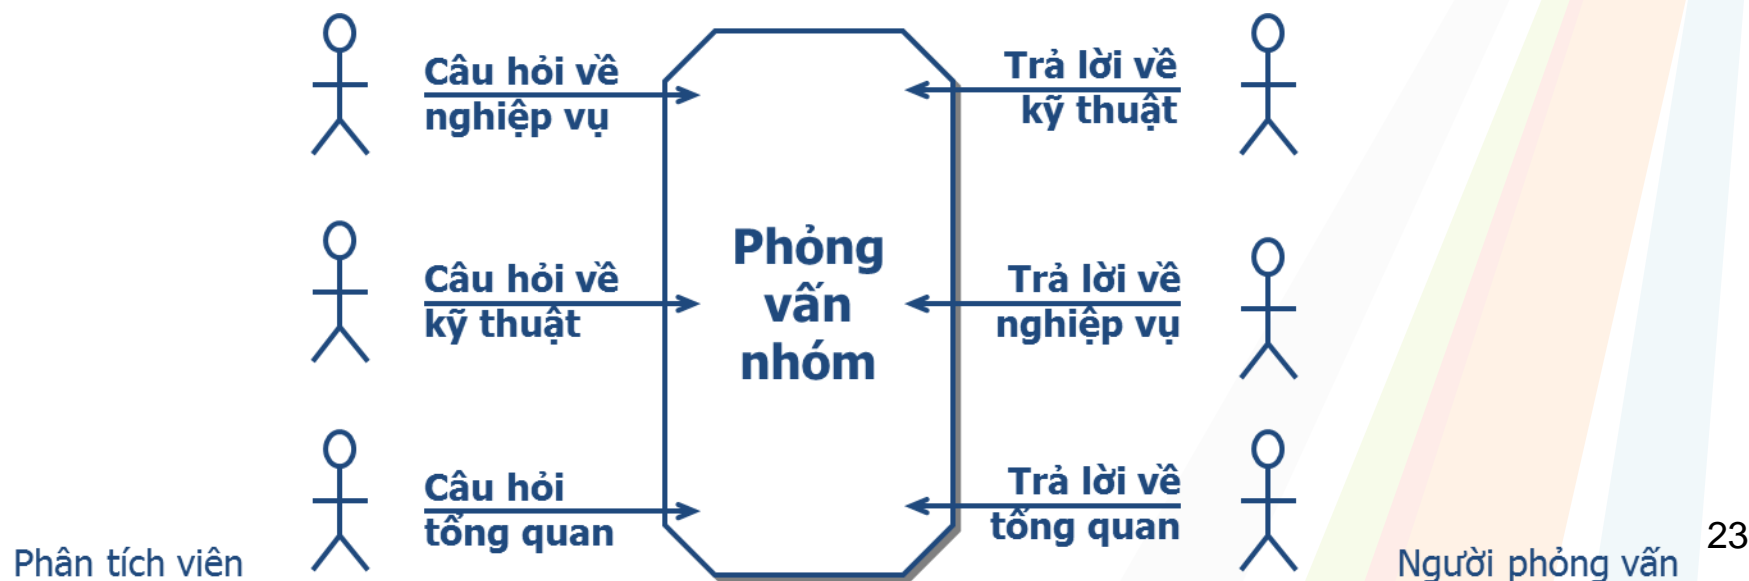 Câu hỏi về
nghiệp vụ
Trả lời về
kỹ thuật
Câu hỏi về
kỹ thuật
Phỏng
vấn
nhóm
Trả lời về
nghiệp vụ
Câu hỏi
tổng quan
Trả lời về
tổng quan
Phân tích viên
Người phỏng vấn
23